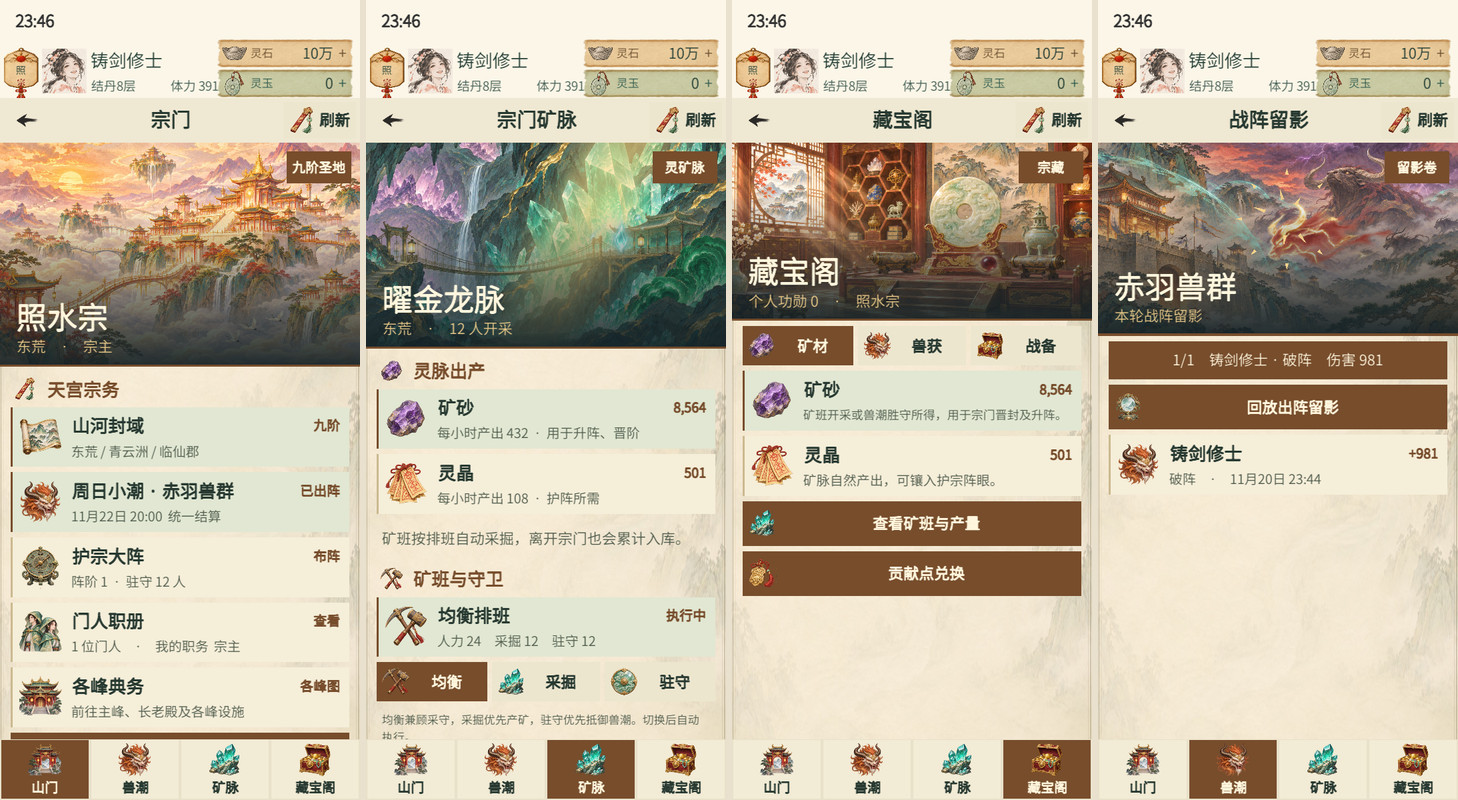 23:46
照
铸剑修士
结丹8层
体力 391
灵石 10万 +
灵玉 0 +
宗门
刷新
九阶圣地
照水宗
东荒 · 宗主
天宫宗务
山河封域
九阶
东荒 / 青云洲 / 临仙郡
周日小潮 · 赤羽兽群
已出阵
11月22日 20:00 统一结算
护宗大阵
布阵
阵阶 1 · 驻守 12 人
门人职册
查看
1 位门人 · 我的职务 宗主
各峰典务
各峰图
前往主峰、长老殿及各峰设施
山门
兽潮
矿脉
藏宝阁
23:46
照
铸剑修士
结丹8层
体力 391
灵石 10万 +
灵玉 0 +
宗门矿脉
刷新
灵矿脉
曜金龙脉
东荒 · 12 人开采
灵脉出产
矿砂
8,564
每小时产出 432 · 用于升阵、晋阶
灵晶
501
每小时产出 108 · 护阵所需
矿班按排班自动采掘，离开宗门也会累计入库。
矿班与守卫
均衡排班
执行中
人力 24 采掘 12 驻守 12
均衡
采掘
驻守
均衡兼顾采守，采掘优先产矿，驻守优先抵御兽潮。切换后自动
执行。
山门
兽潮
矿脉
藏宝阁
23:46
照
铸剑修士
结丹8层
体力 391
灵石 10万 +
灵玉 0 +
藏宝阁
刷新
宗藏
藏宝阁
个人功勋 0 · 照水宗
矿材
兽获
战备
矿砂
8,564
矿班开采或兽潮胜守所得，用于宗门晋封及升阵。
灵晶
501
矿脉自然产出，可镶入护宗阵眼。
查看矿班与产量
贡献点兑换
山门
兽潮
矿脉
藏宝阁
23:46
照
铸剑修士
结丹8层
体力 391
灵石 10万 +
灵玉 0 +
战阵留影
刷新
留影卷
赤羽兽群
本轮战阵留影
1/1 铸剑修士 · 破阵 伤害 981
回放出阵留影
铸剑修士
+981
破阵 · 11月20日 23:44
山门
兽潮
矿脉
藏宝阁